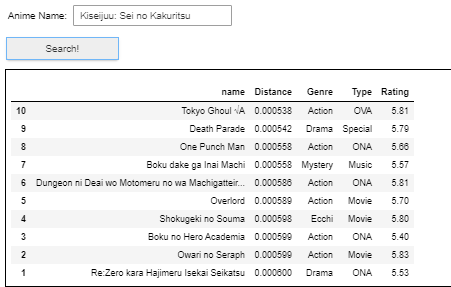 Anime Name: Kiseijuu: Sei no Kakuritsu
Search!
name Distance Genre Type Rating
10 Tokyo Ghoul √A 0.000538 Action OVA 5.81
9 Death Parade 0.000542 Drama Special 5.79
8 One Punch Man 0.000558 Action ONA 5.66
7 Boku dake ga Inai Machi 0.000558 Mystery Music 5.57
6 Dungeon ni Deai wo Motomeru no wa Machigatteir... 0.000586 Action ONA 5.81
5 Overlord 0.000589 Action Movie 5.70
4 Shokugeki no Souma 0.000598 Ecchi Movie 5.80
3 Boku no Hero Academia 0.000599 Action ONA 5.40
2 Owari no Seraph 0.000599 Action Movie 5.83
1 Re:Zero kara Hajimeru Isekai Seikatsu 0.000600 Drama ONA 5.53